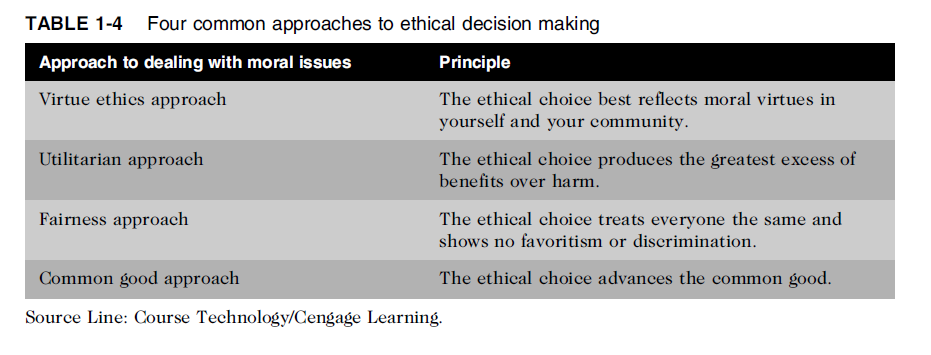 TABLE 1-4 Four common approaches to ethical decision making
Approach to dealing with moral issues Principle
Virtue ethics approach The ethical choice best reflects moral virtues in
yourself and your community.
Utilitarian approach The ethical choice produces the greatest excess of
benefits over harm.
Fairness approach The ethical choice treats everyone the same and
shows no favoritism or discrimination.
Common good approach The ethical choice advances the common good.
Source Line: Course Technology/Cengage Learning.